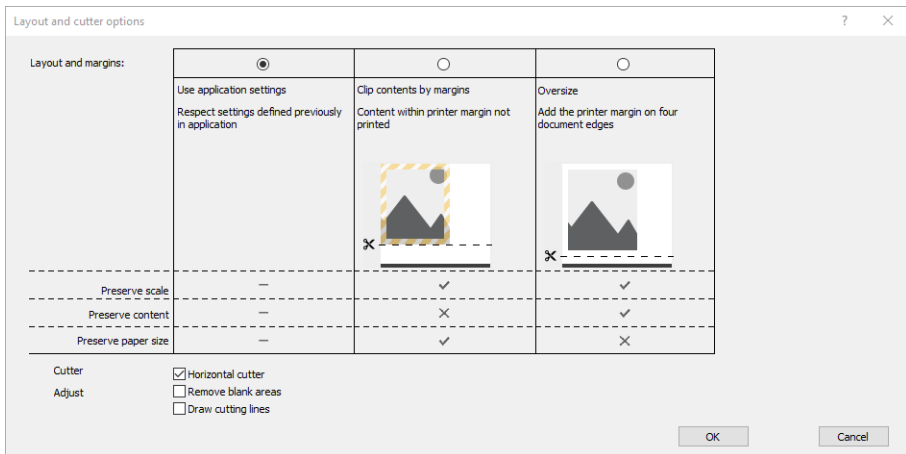 Layout and cutter options
Layout and margins:
Use application settings
Respect settings defined previously
in application
Clip contents by margins
Content within printer margin not
printed
Oversize
Add the printer margin on four
document edges
Preserve scale
Preserve content
Preserve paper size
Cutter
Horizontal cutter
Adjust
Remove blank areas
Draw cutting lines
OK
Cancel